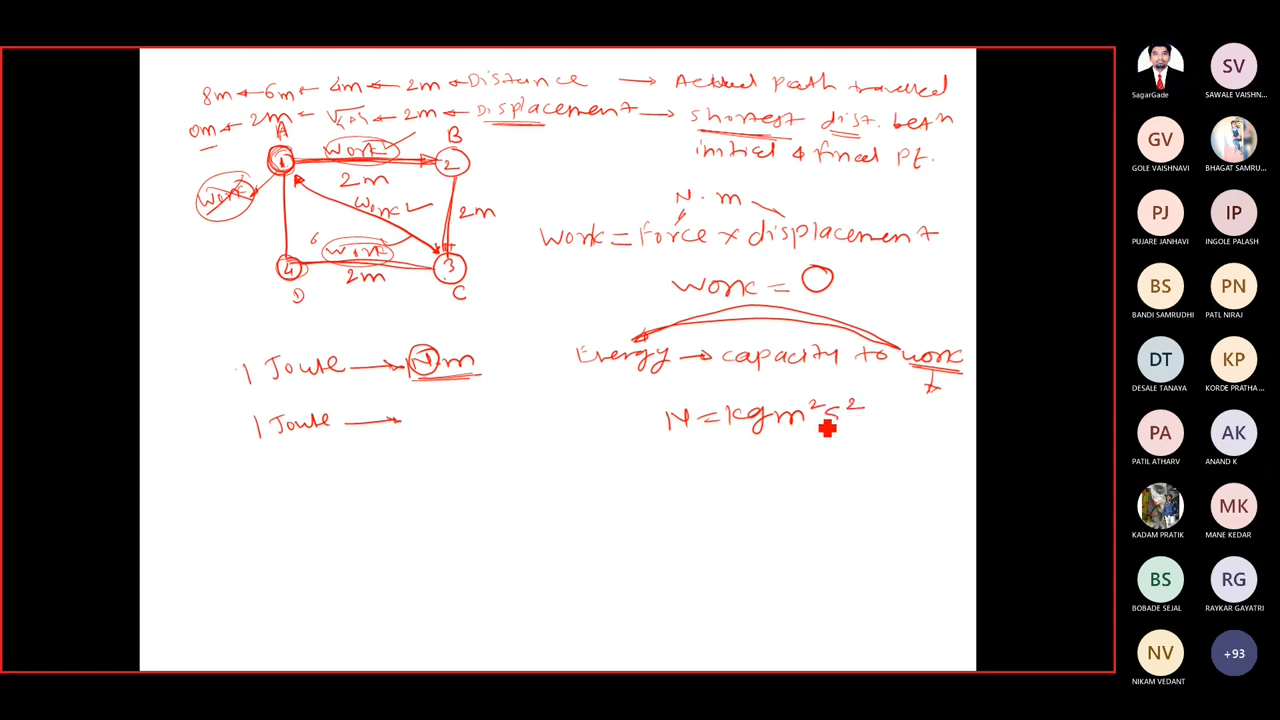 8m ← 6m ← 4m ← 2m ← Distance → Actual path travelled
0m ← 2m ← ← 2m ← Displacement → shortest dist. betn
initial & final pt.
A
B
1
work
2
2m
work
work
2m
N. m
work = Force × displacement
6
work
4
2m
3
D
C
work = 0
1 Joule → N m
Energy → capacity to work
1 Joule →
N = kgm²s²
SagarGade
SV
SAWALE VAISHN...
GV
GOLE VAISHNAVI
BHAGAT SAMRU...
PJ
PUJARE JANHAVI
IP
INGOLE PALASH
BS
BANDI SAMRUDHI
PN
PATL NIRAJ
DT
DESALE TANAYA
KP
KORDE PRATHA...
PA
PATIL ATHARV
AK
ANAND K
KADAM PRATIK
MK
MANE KEDAR
BS
BOBADE SEJAL
RG
RAYKAR GAYATRI
NV
NIKAM VEDANT
+93